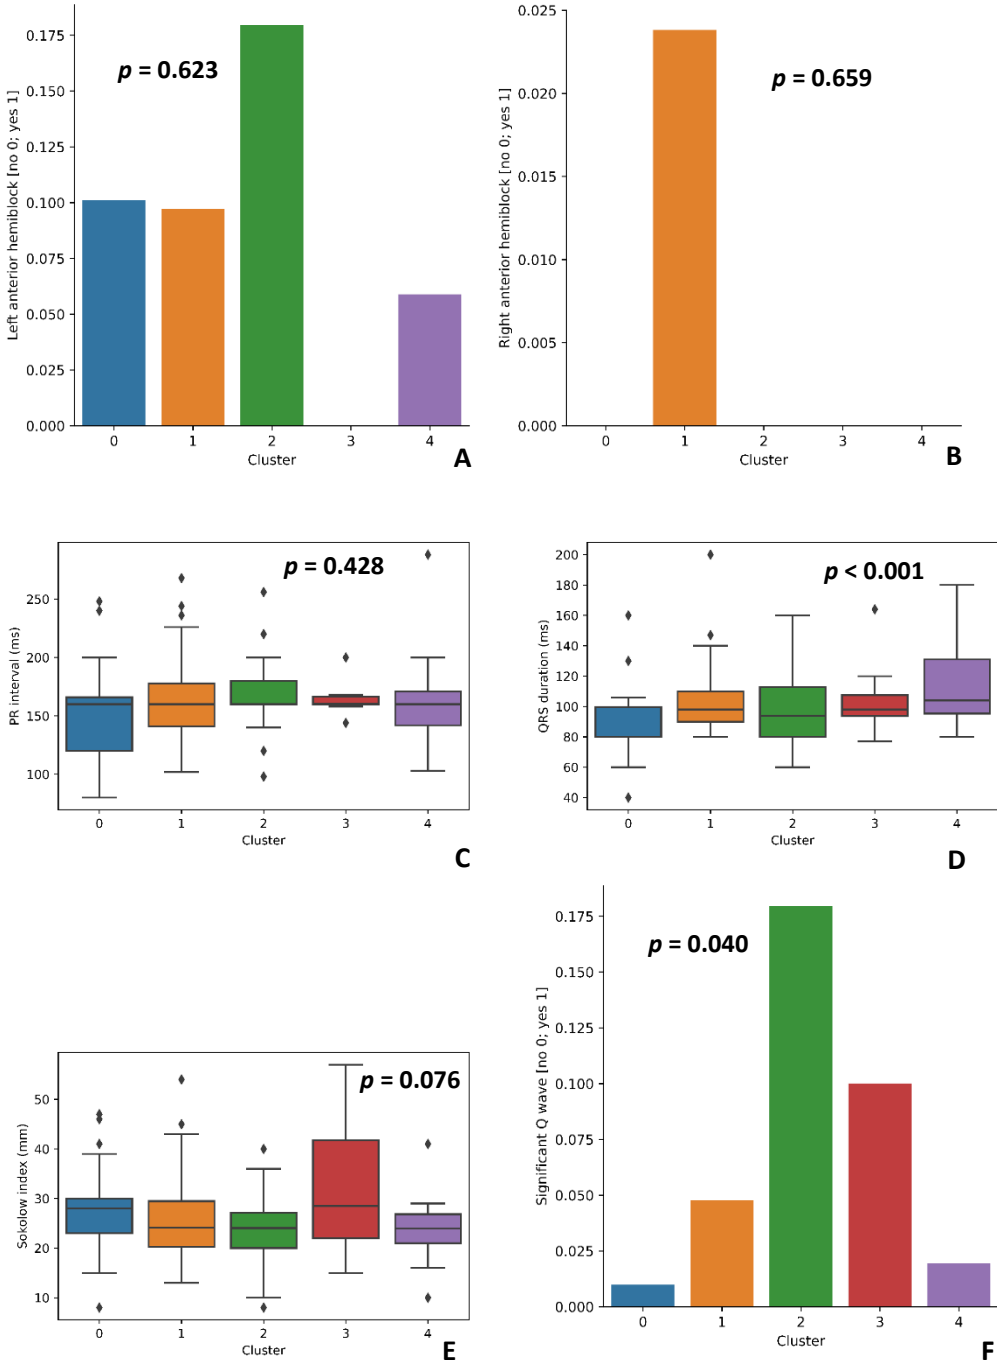 Left anterior hemiblock [no 0; yes 1]
0.175
0.150
0.125
0.100
0.075
0.050
0.025
0.000
p = 0.623
0 1 2 3 4
Cluster
A
Right anterior hemiblock [no 0; yes 1]
0.025
0.020
0.015
0.010
0.005
0.000
p = 0.659
0 1 2 3 4
Cluster
B
PR interval (ms)
250
200
150
100
p = 0.428
0 1 2 3 4
Cluster
C
QRS duration (ms)
200
180
160
140
120
100
80
60
40
p < 0.001
0 1 2 3 4
Cluster
D
Sokolow index (mm)
50
40
30
20
10
p = 0.076
0 1 2 3 4
Cluster
E
Significant Q wave [no 0; yes 1]
0.175
0.150
0.125
0.100
0.075
0.050
0.025
0.000
p = 0.040
0 1 2 3 4
Cluster
F